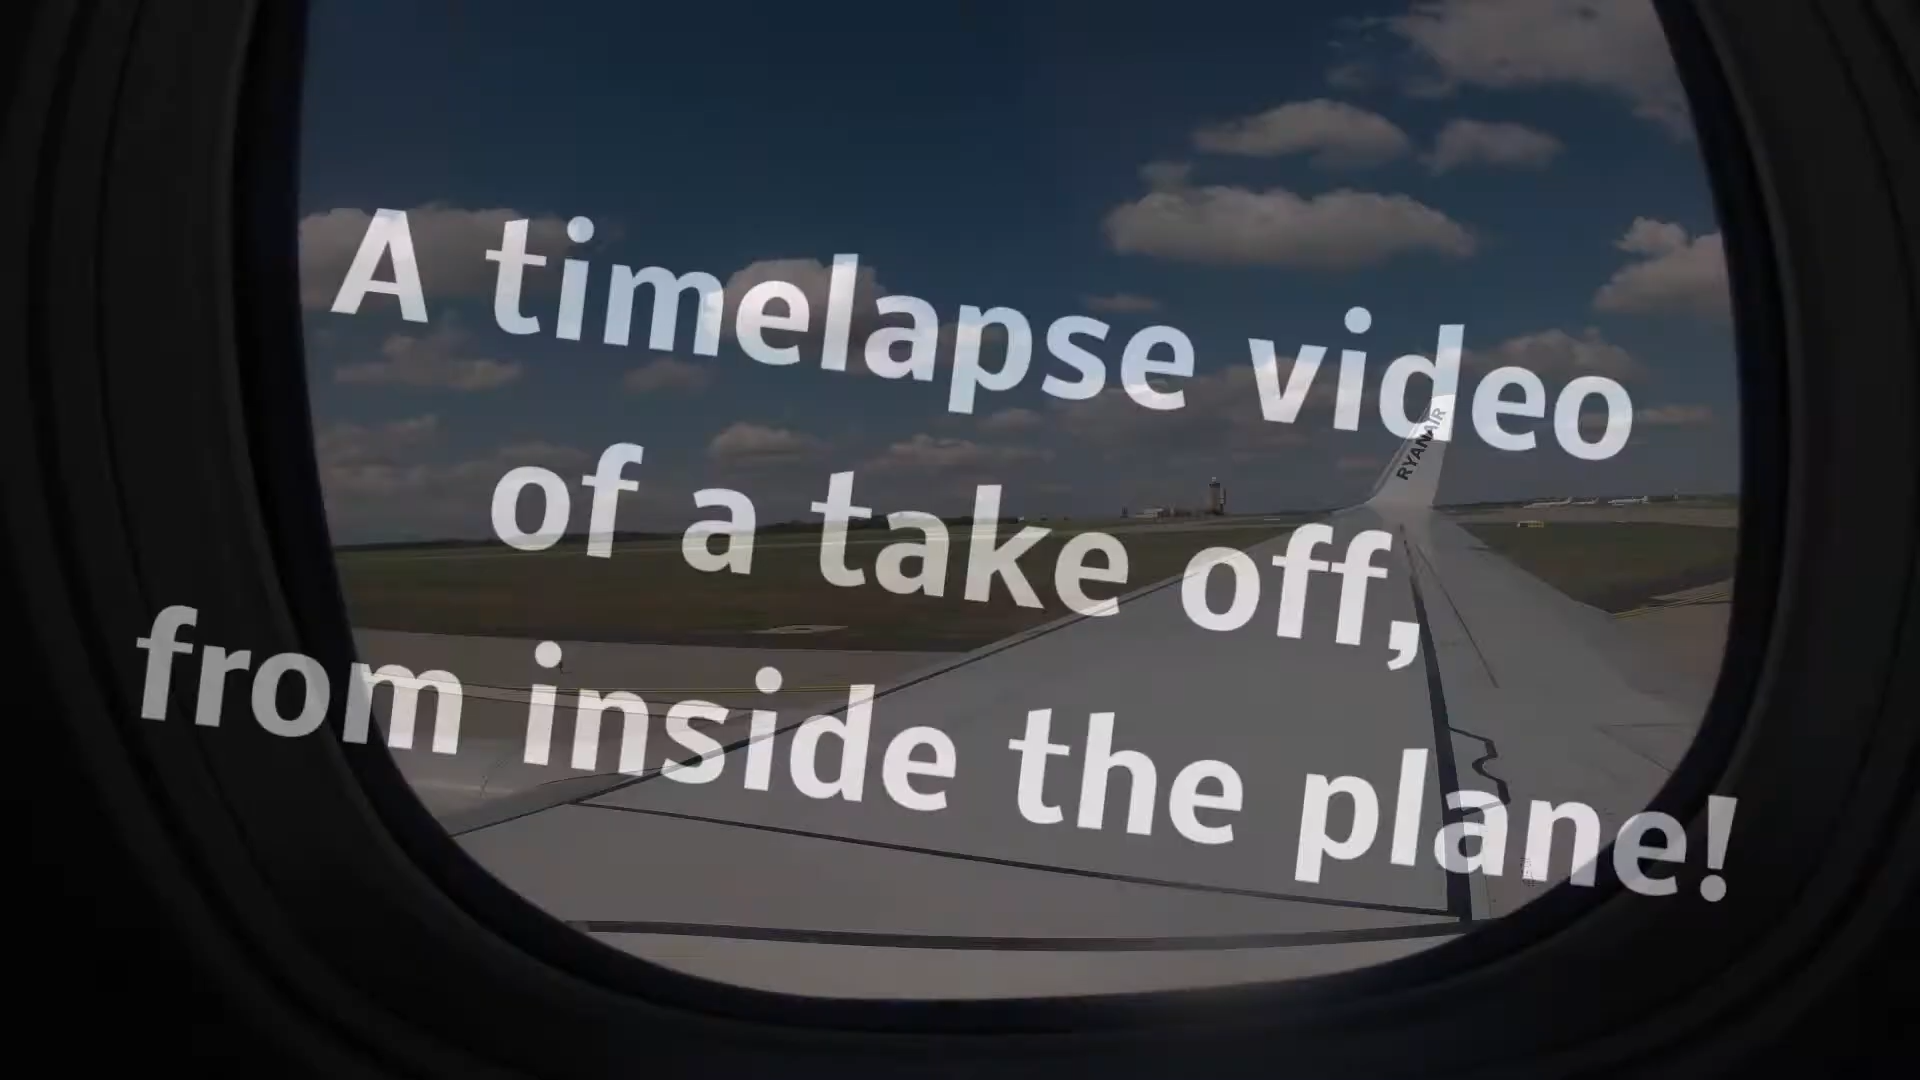 A timelapse video
RYANAIR
of a take off,
from inside the plane!